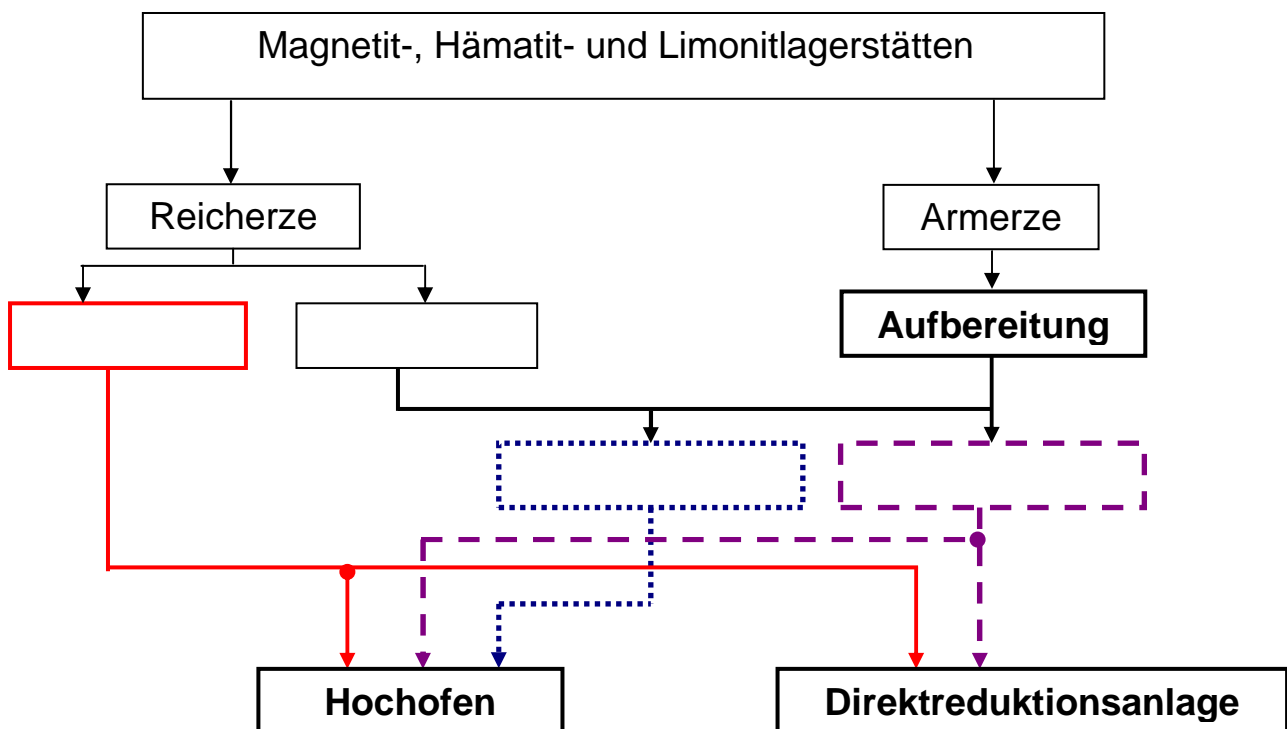 Magnetit-, Hämatit- und Limonitlagerstätten
Reicherze
Armerze
Aufbereitung
Hochofen
Direktreduktionsanlage